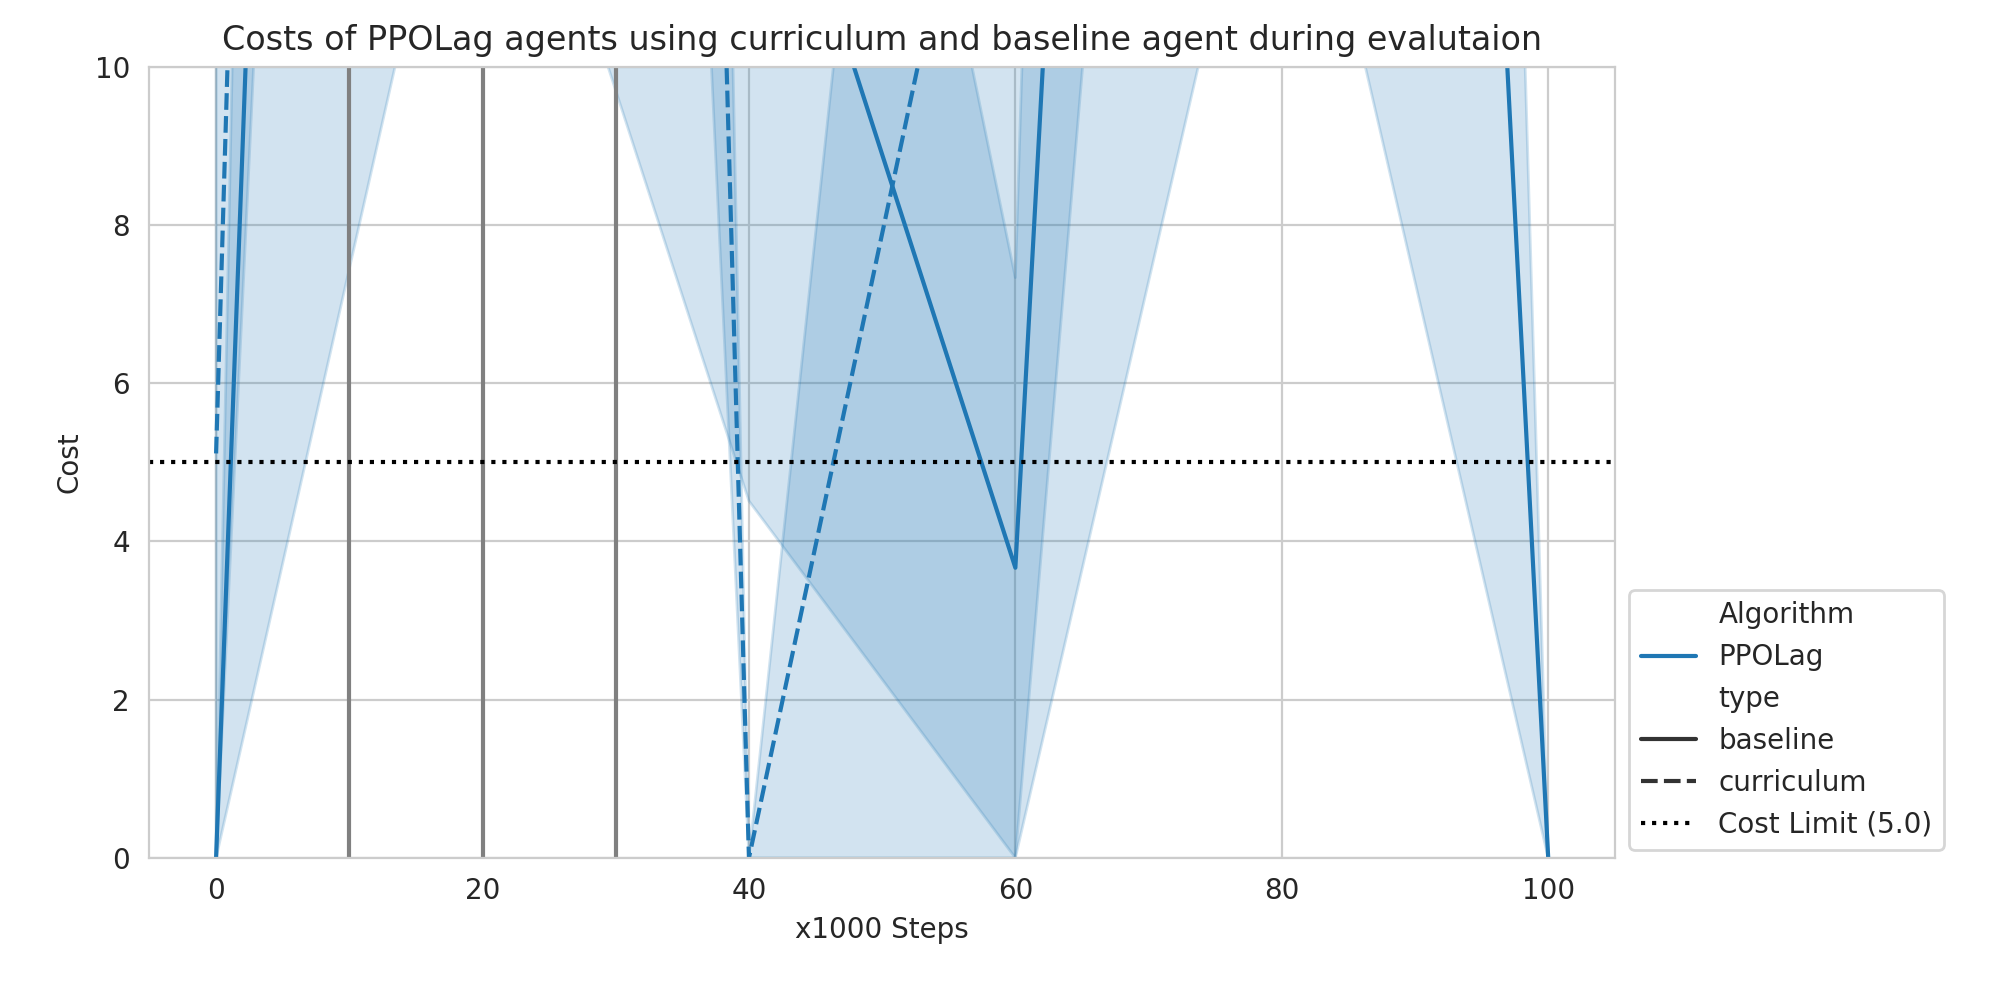 Costs of PPOLag agents using curriculum and baseline agent during evalutaion
10
8
6
4
2
0
Cost
0 20 40 60 80 100
x1000 Steps
Algorithm
PPOLag
type
baseline
curriculum
Cost Limit (5.0)